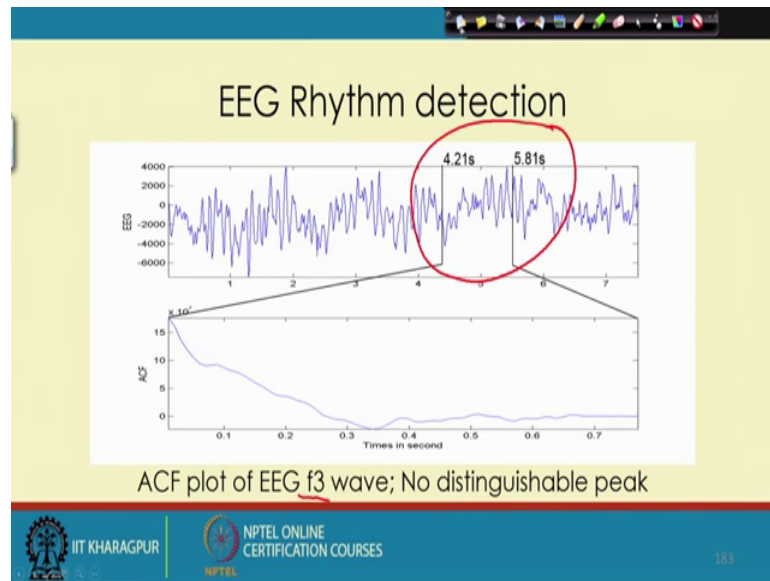 EEG Rhythm detection
4.21s 5.81s
4000
2000
0
-2000
-4000
-6000
EEG
1 2 3 4 5 6 7
15
10
5
0
ACF
0.1 0.2 0.3 0.4 0.5 0.6 0.7
Times in second
ACF plot of EEG f3 wave; No distinguishable peak
IIT KHARAGPUR
NPTEL
NPTEL ONLINE
CERTIFICATION COURSES
183